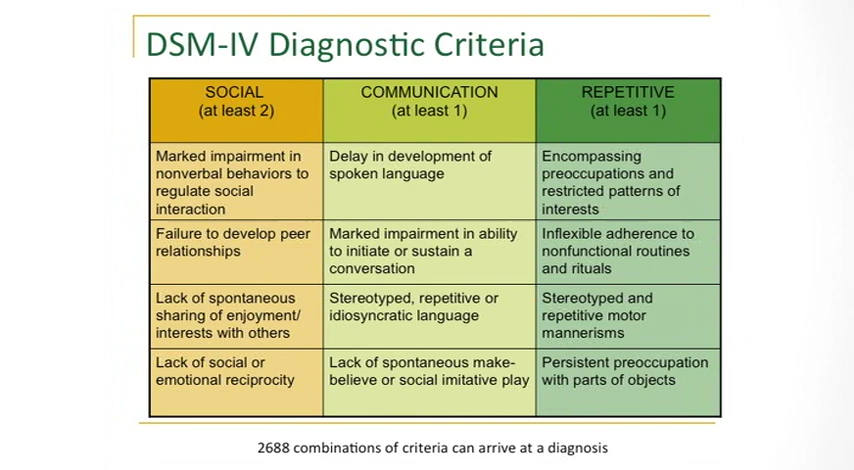 DSM-IV Diagnostic Criteria
SOCIAL
(at least 2)
COMMUNICATION
(at least 1)
REPETITIVE
(at least 1)
Marked impairment in
nonverbal behaviors to
regulate social
interaction
Delay in development of
spoken language
Encompassing
preoccupations and
restricted patterns of
interests
Failure to develop peer
relationships
Marked impairment in ability
to initiate or sustain a
conversation
Inflexible adherence to
nonfunctional routines
and rituals
Lack of spontaneous
sharing of enjoyment/
interests with others
Stereotyped, repetitive or
idiosyncratic language
Stereotyped and
repetitive motor
mannerisms
Lack of social or
emotional reciprocity
Lack of spontaneous make-
believe or social imitative play
Persistent preoccupation
with parts of objects
2688 combinations of criteria can arrive at a diagnosis